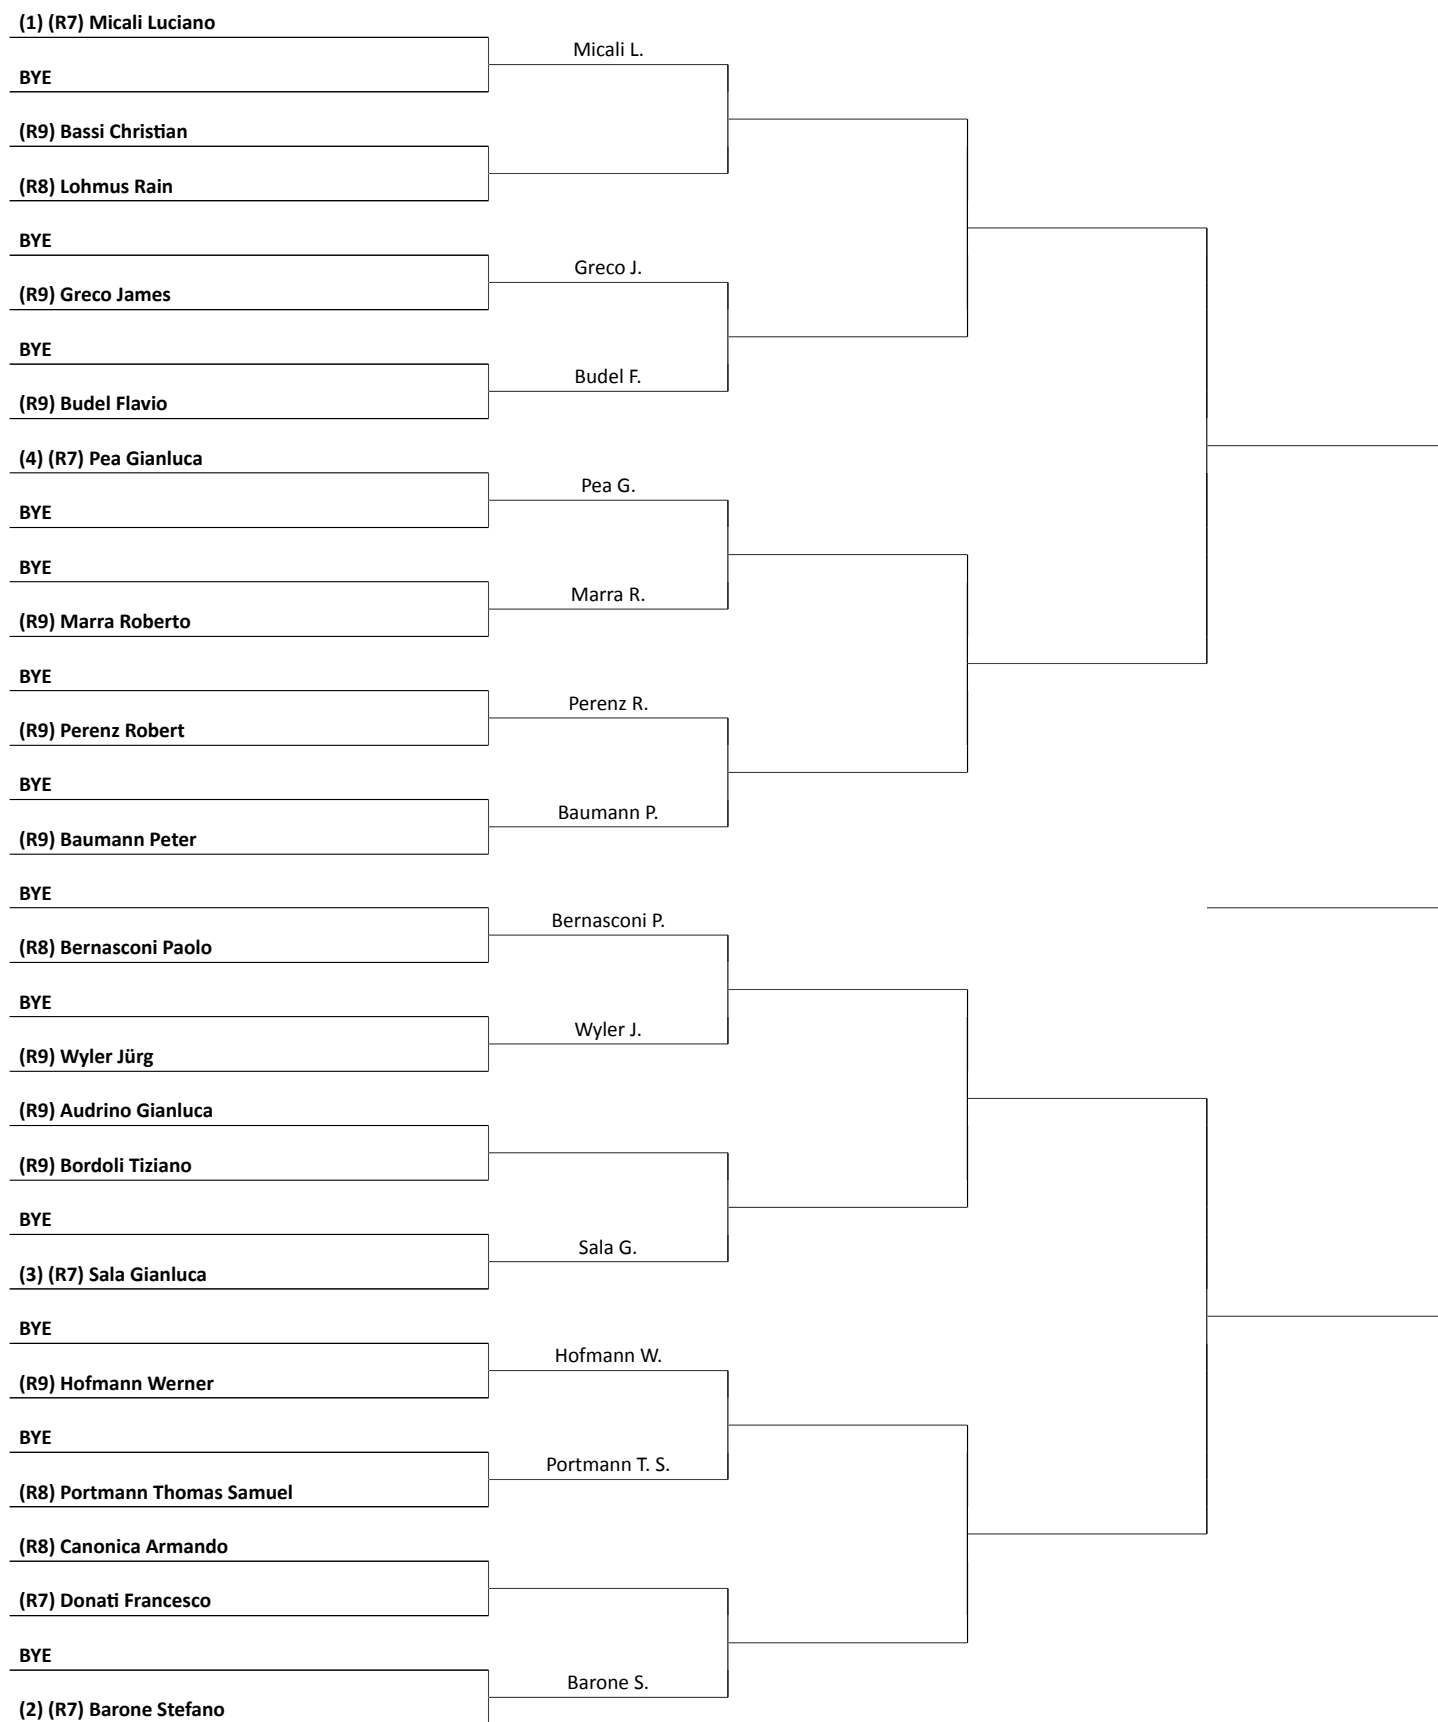 (1) (R7) Micali Luciano
Micali L.
BYE
(R9) Bassi Christian
(R8) Lohmus Rain
BYE
Greco J.
(R9) Greco James
BYE
Budel F.
(R9) Budel Flavio
(4) (R7) Pea Gianluca
Pea G.
BYE
BYE
Marra R.
(R9) Marra Roberto
BYE
Perenz R.
(R9) Perenz Robert
BYE
Baumann P.
(R9) Baumann Peter
BYE
Bernasconi P.
(R8) Bernasconi Paolo
BYE
Wyler J.
(R9) Wyler Jürg
(R9) Audrino Gianluca
(R9) Bordoli Tiziano
BYE
Sala G.
(3) (R7) Sala Gianluca
BYE
Hofmann W.
(R9) Hofmann Werner
BYE
Portmann T. S.
(R8) Portmann Thomas Samuel
(R8) Canonica Armando
(R7) Donati Francesco
BYE
Barone S.
(2) (R7) Barone Stefano